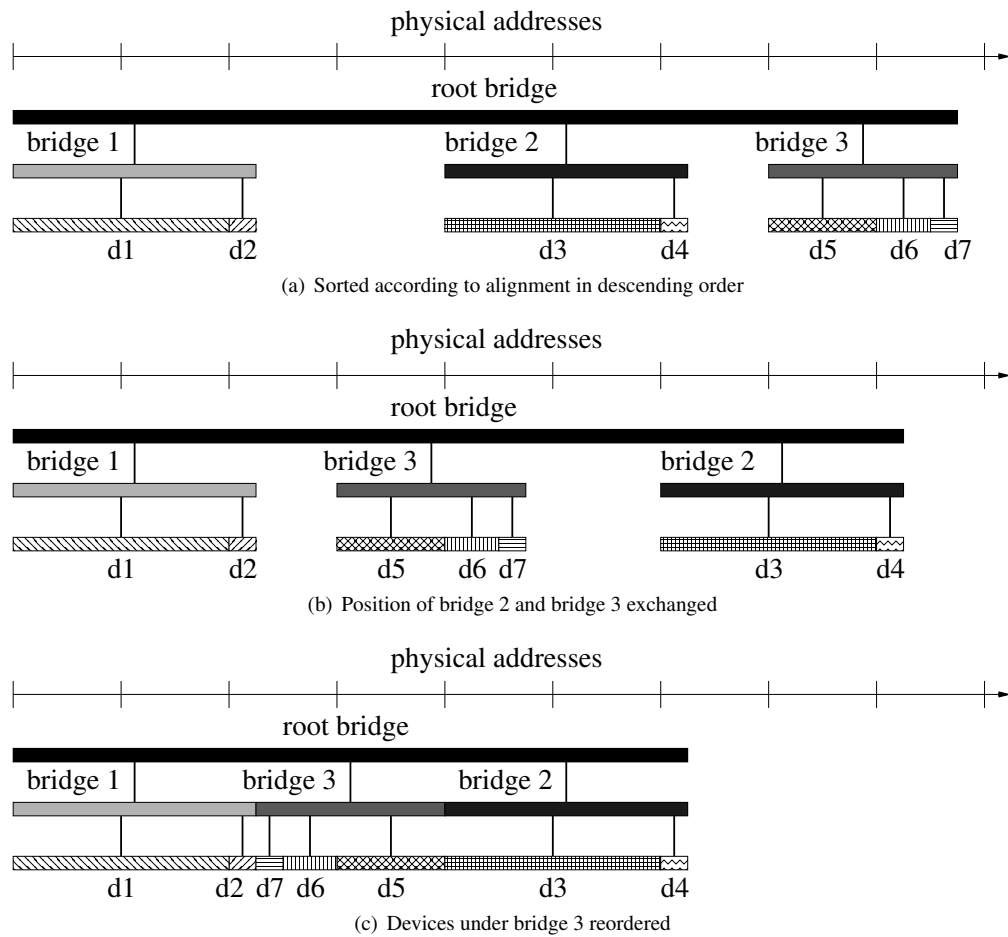 physical addresses
root bridge
bridge 1 bridge 2 bridge 3
d1 d2 d3 d4 d5 d6 d7
(a) Sorted according to alignment in descending order
physical addresses
root bridge
bridge 1 bridge 3 bridge 2
d1 d2 d5 d6 d7 d3 d4
(b) Position of bridge 2 and bridge 3 exchanged
physical addresses
root bridge
bridge 1 bridge 3 bridge 2
d1 d2 d7 d6 d5 d3 d4
(c) Devices under bridge 3 reordered